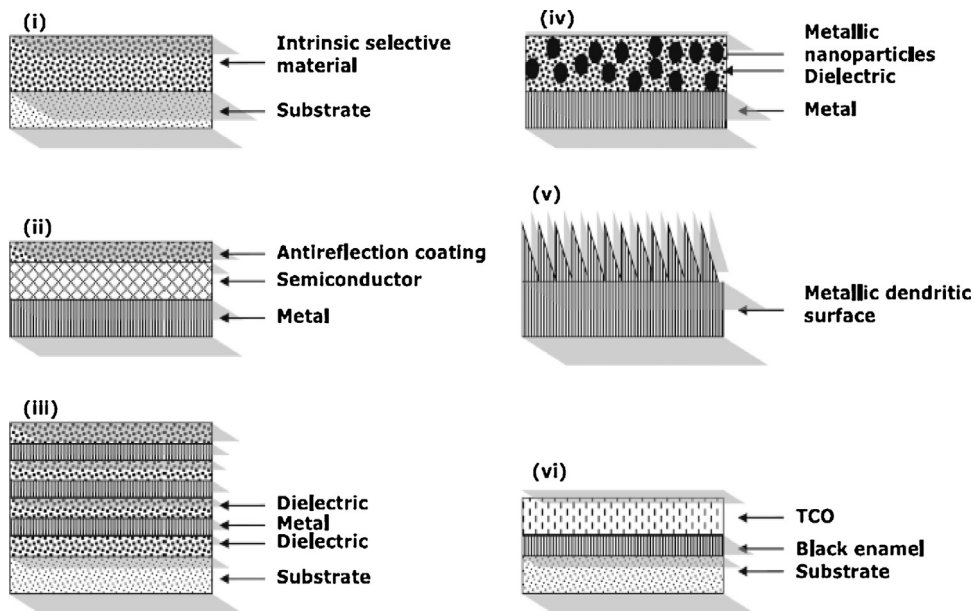 (i)
Intrinsic selective
material
Substrate
(ii)
Antireflection coating
Semiconductor
Metal
(iii)
Dielectric
Metal
Dielectric
Substrate
(iv)
Metallic
nanoparticles
Dielectric
Metal
(v)
Metallic dendritic
surface
(vi)
TCO
Black enamel
Substrate